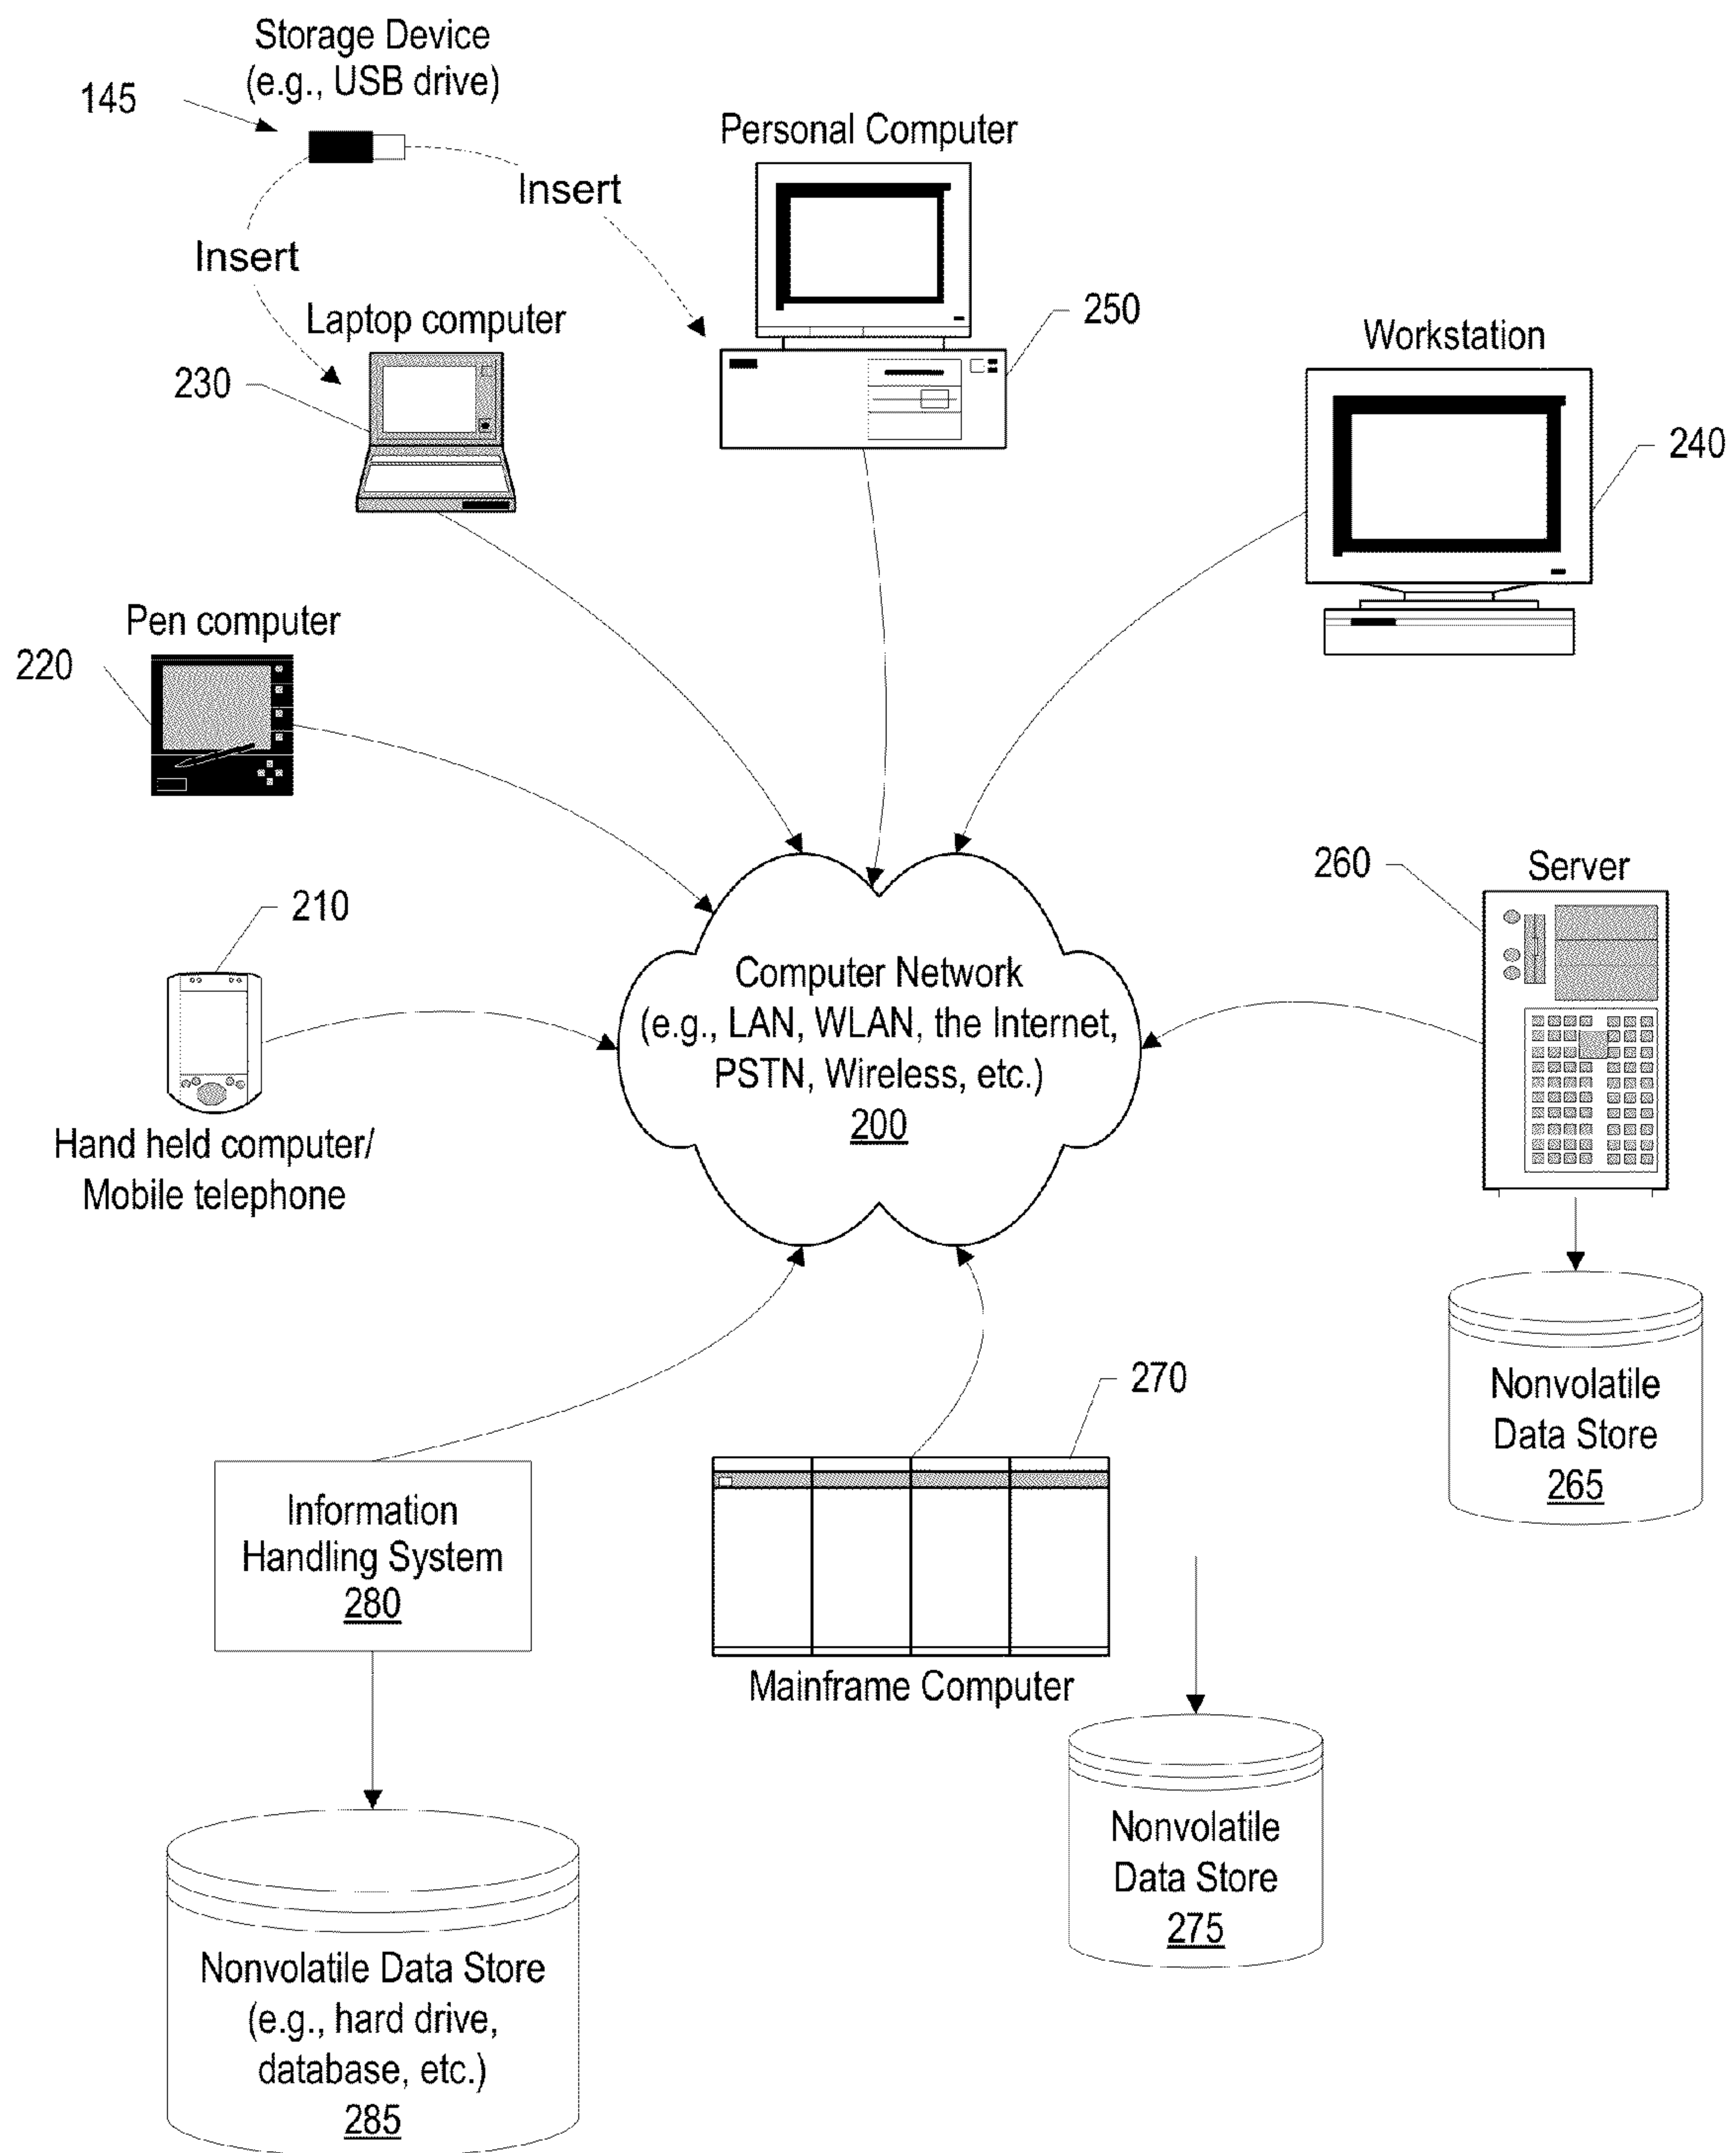 Storage Device
(e.g., USB drive)
145
Personal Computer
Insert
Insert
250
Laptop computer
230
Workstation
240
Pen computer
220
260
Server
210
Computer Network
(e.g., LAN, WLAN, the Internet,
PSTN, Wireless, etc.)
200
Hand held computer/
Mobile telephone
270
Nonvolatile
Data Store
265
Information
Handling System
280
Mainframe Computer
Nonvolatile
Data Store
275
Nonvolatile Data Store
(e.g., hard drive,
database, etc.)
285